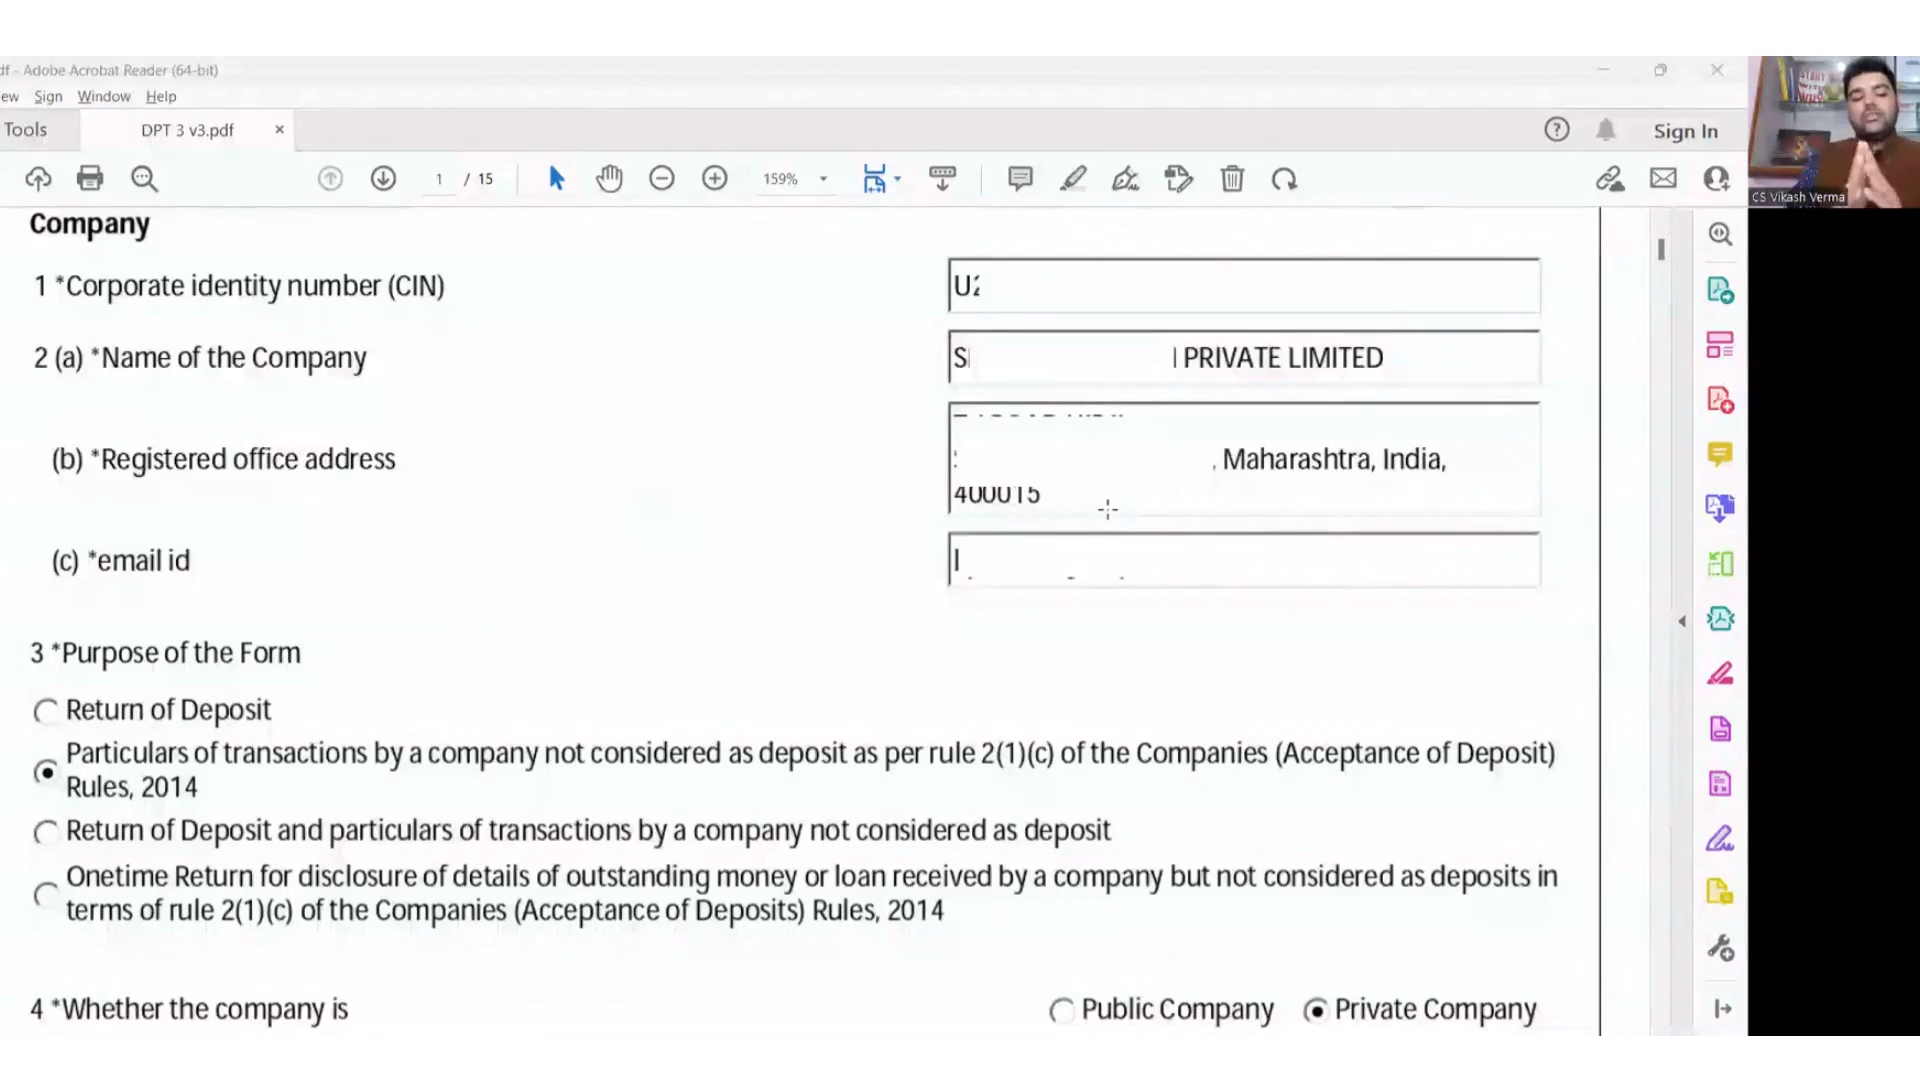 df - Adobe Acrobat Reader (64-bit)
ew Sign Window Help
Tools DPT 3 v3.pdf × Sign In
1 / 15 159%
CS Vikash Verma
Company
1 *Corporate identity number (CIN) U2
2 (a) *Name of the Company S PRIVATE LIMITED
(b) *Registered office address , Maharashtra, India,
400015
(c) *email id
3 *Purpose of the Form
Return of Deposit
Particulars of transactions by a company not considered as deposit as per rule 2(1)(c) of the Companies (Acceptance of Deposit)
Rules, 2014
Return of Deposit and particulars of transactions by a company not considered as deposit
Onetime Return for disclosure of details of outstanding money or loan received by a company but not considered as deposits in
terms of rule 2(1)(c) of the Companies (Acceptance of Deposits) Rules, 2014
4 *Whether the company is Public Company Private Company